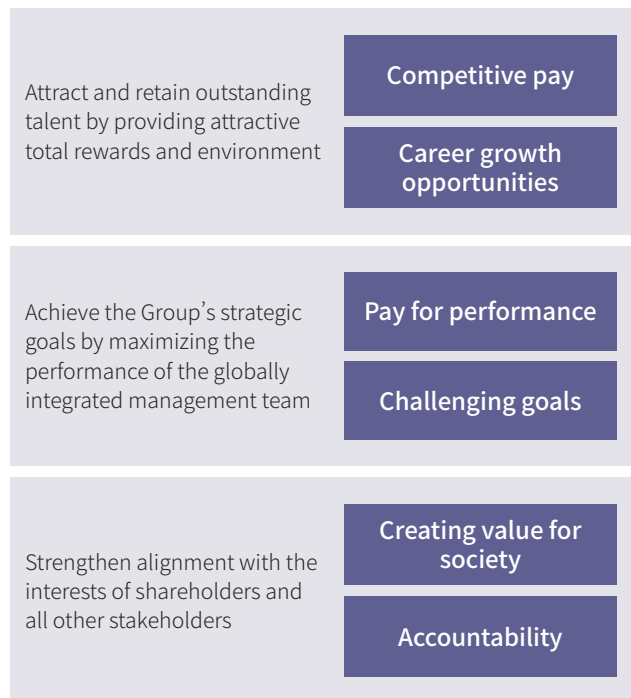 Attract and retain outstanding
talent by providing attractive
total rewards and environment
Competitive pay
Career growth
opportunities
Achieve the Group's strategic
goals by maximizing the
performance of the globally
integrated management team
Pay for performance
Challenging goals
Strengthen alignment with the
interests of shareholders and
all other stakeholders
Creating value for
society
Accountability